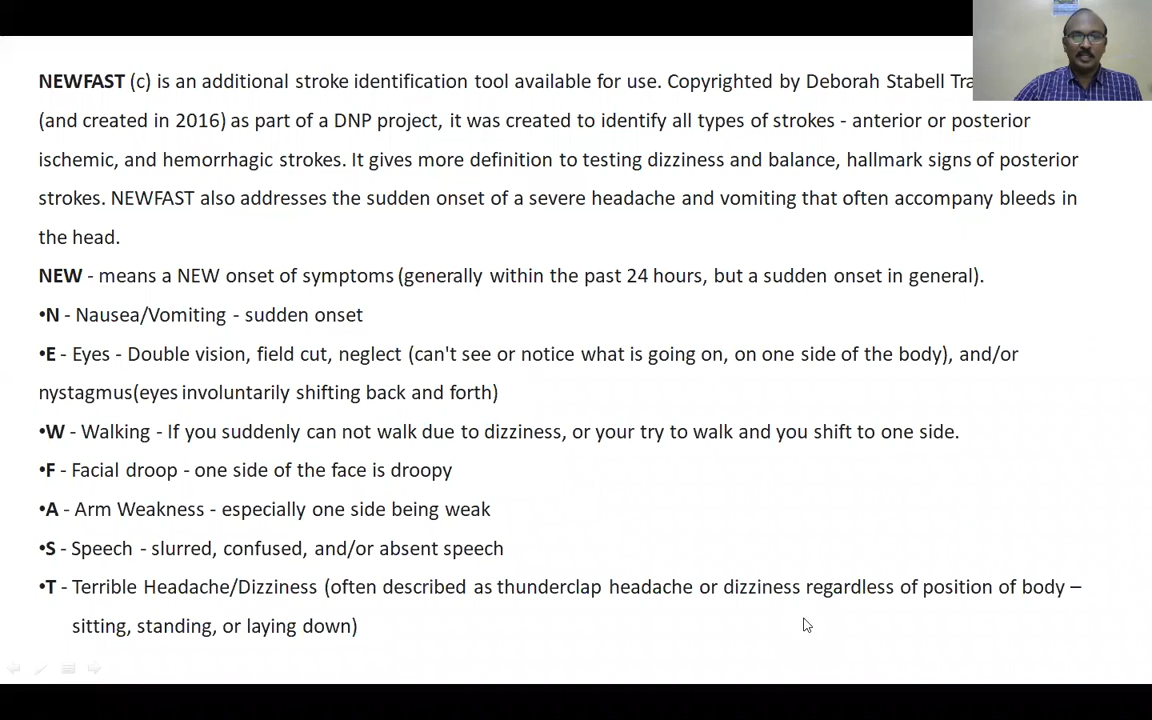 NEWFAST (c) is an additional stroke identification tool available for use. Copyrighted by Deborah Stabell
(and created in 2016) as part of a DNP project, it was created to identify all types of strokes - anterior or posterior
ischemic, and hemorrhagic strokes. It gives more definition to testing dizziness and balance, hallmark signs of posterior
strokes. NEWFAST also addresses the sudden onset of a severe headache and vomiting that often accompany bleeds in
the head.
NEW - means a NEW onset of symptoms (generally within the past 24 hours, but a sudden onset in general).
•N - Nausea/Vomiting - sudden onset
•E - Eyes - Double vision, field cut, neglect (can't see or notice what is going on, on one side of the body), and/or
nystagmus(eyes involuntarily shifting back and forth)
•W - Walking - If you suddenly can not walk due to dizziness, or your try to walk and you shift to one side.
•F - Facial droop - one side of the face is droopy
•A - Arm Weakness - especially one side being weak
•S - Speech - slurred, confused, and/or absent speech
•T - Terrible Headache/Dizziness (often described as thunderclap headache or dizziness regardless of position of body –
sitting, standing, or laying down)